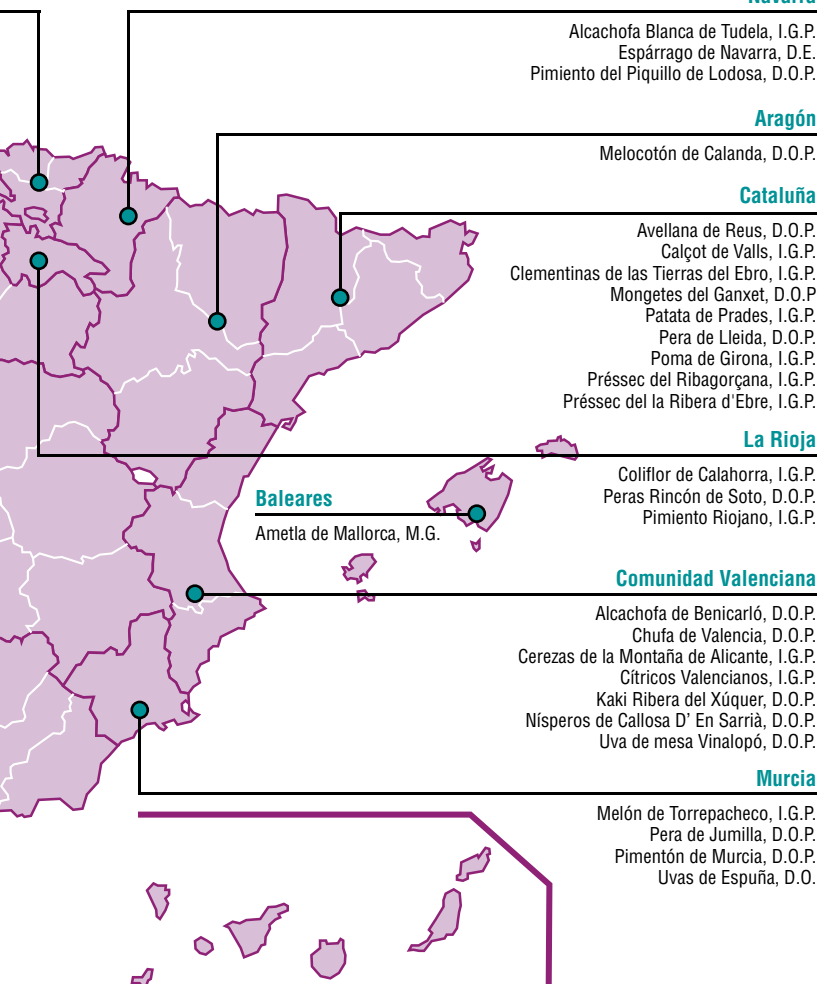 Navarra
Alcachofa Blanca de Tudela, I.G.P.
Espárrago de Navarra, D.E.
Pimiento del Piquillo de Lodosa, D.O.P.
Aragón
Melocotón de Calanda, D.O.P.
Cataluña
Avellana de Reus, D.O.P.
Calçot de Valls, I.G.P.
Clementinas de las Tierras del Ebro, I.G.P.
Mongetes del Ganxet, D.O.P
Patata de Prades, I.G.P.
Pera de Lleida, D.O.P.
Poma de Girona, I.G.P.
Préssec del Ribagorçana, I.G.P.
Préssec del la Ribera d'Ebre, I.G.P.
La Rioja
Coliflor de Calahorra, I.G.P.
Peras Rincón de Soto, D.O.P.
Pimiento Riojano, I.G.P.
Baleares
Ametla de Mallorca, M.G.
Comunidad Valenciana
Alcachofa de Benicarló, D.O.P.
Chufa de Valencia, D.O.P.
Cerezas de la Montaña de Alicante, I.G.P.
Cítricos Valencianos, I.G.P.
Kaki Ribera del Xúquer, D.O.P.
Nísperos de Callosa D' En Sarrià, D.O.P.
Uva de mesa Vinalopó, D.O.P.
Murcia
Melón de Torrepacheco, I.G.P.
Pera de Jumilla, D.O.P.
Pimentón de Murcia, D.O.P.
Uvas de Espuña, D.O.